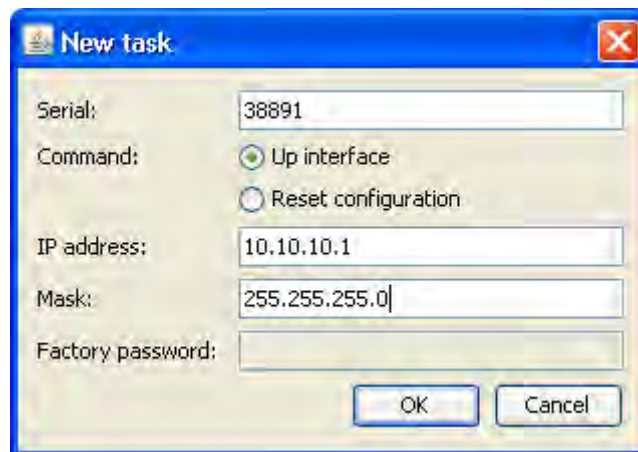 New task
Serial: 38891
Command: Up interface
Reset configuration
IP address: 10.10.10.1
Mask: 255.255.255.0
Factory password:
OK Cancel